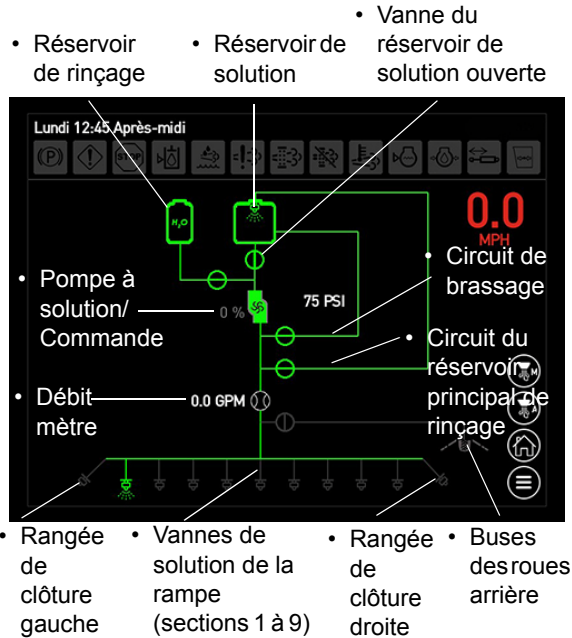 • Réservoir
de rinçage
• Réservoir de
solution
• Vanne du
réservoir de
solution ouverte
Lundi 12:45 Après-midi
(P)
STOP
H₂O
0.0
MPH
• Circuit de
brassage
• Pompe à
solution/
Commande
0 %
75 PSI
• Circuit du
réservoir
principal de
rinçage
M
A
• Débit
mètre
0.0 GPM
• Rangée
de
clôture
gauche
• Vannes de
solution de la
rampe
(sections 1 à 9)
• Rangée
de
clôture
droite
• Buses
des roues
arrière